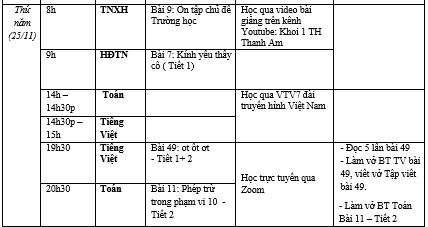 Thứ
năm
(25/11)
8h
TNXH
Bài 9: Ôn tập chủ đề
Trường học
Học qua video bài
giảng trên kênh
Youtube: Khoi 1 TH
Thanh Am
9h
HĐTN
Bài 7: Kính yêu thầy
cô ( Tiết 1)
14h –
14h30p
Toán
Học qua VTV7 đài
truyền hình Việt Nam
14h30p –
15h
Tiếng
Việt
19h30
Tiếng
Việt
Bài 49: ot ôt ơt
- Tiết 1+ 2
Học trực tuyến qua
Zoom
- Đọc 5 lần bài 49
- Làm vở BT TV bài
49, viết vở Tập viết
bài 49.
- Làm vở BT Toán
Bài 11 – Tiết 2
20h30
Toán
Bài 11: Phép trừ
trong phạm vi 10 -
Tiết 2